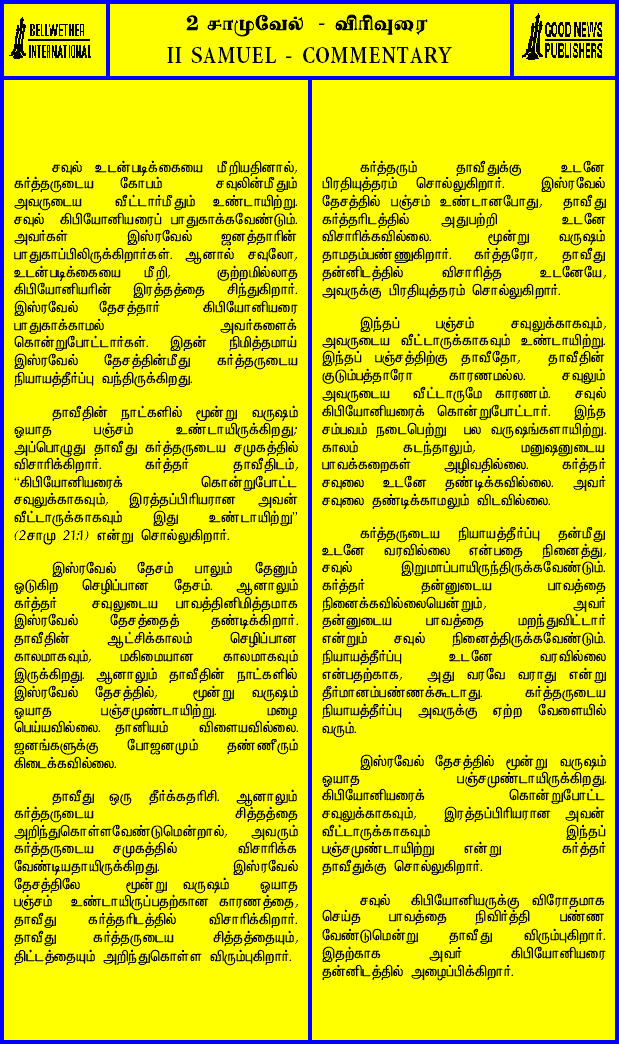 BELLWETHER
INTERNATIONAL
2 சாமுவேல் - விரிவுரை
II SAMUEL - COMMENTARY
GOOD NEWS
PUBLISHERS
சவுல் உடன்படிக்கையை மீறியதினால்,
கர்த்தருடைய கோபம் சவுலின்மீதும்
அவருடைய வீட்டார்மீதும் உண்டாயிற்று.
சவுல் கிபியோனியரைப் பாதுகாக்கவேண்டும்.
அவர்கள் இஸ்ரவேல் ஜனத்தாரின்
பாதுகாப்பிலிருக்கிறார்கள். ஆனால் சவுலோ,
உடன்படிக்கையை மீறி, குற்றமில்லாத
கிபியோனியரின் இரத்தத்தை சிந்துகிறார்.
இஸ்ரவேல் தேசத்தார் கிபியோனியரை
பாதுகாக்காமல் அவர்களைக்
கொன்றுபோட்டார்கள். இதன் நிமித்தமாய்
இஸ்ரவேல் தேசத்தின்மீது கர்த்தருடைய
நியாயத்தீர்ப்பு வந்திருக்கிறது.
தாவீதின் நாட்களில் மூன்று வருஷம்
ஓயாத பஞ்சம் உண்டாயிருக்கிறது;
அப்பொழுது தாவீது கர்த்தருடைய சமுகத்தில்
விசாரிக்கிறார். கர்த்தர் தாவீதிடம்,
“கிபியோனியரைக் கொன்றுபோட்ட
சவுலுக்காகவும், இரத்தப்பிரியரான அவன்
வீட்டாருக்காகவும் இது உண்டாயிற்று”
(2சாமு 21:1) என்று சொல்லுகிறார்.
இஸ்ரவேல் தேசம் பாலும் தேனும்
ஓடுகிற செழிப்பான தேசம். ஆனாலும்
கர்த்தர் சவுலுடைய பாவத்தினிமித்தமாக
இஸ்ரவேல் தேசத்தைத் தண்டிக்கிறார்.
தாவீதின் ஆட்சிக்காலம் செழிப்பான
காலமாகவும், மகிமையான காலமாகவும்
இருக்கிறது. ஆனாலும் தாவீதின் நாட்களில்
இஸ்ரவேல் தேசத்தில், மூன்று வருஷம்
ஓயாத பஞ்சமுண்டாயிற்று. மழை
பெய்யவில்லை. தானியம் விளையவில்லை.
ஜனங்களுக்கு போஜனமும் தண்ணீரும்
கிடைக்கவில்லை.
தாவீது ஒரு தீர்க்கதரிசி. ஆனாலும்
கர்த்தருடைய சித்தத்தை
அறிந்துகொள்ளவேண்டுமென்றால், அவரும்
கர்த்தருடைய சமுகத்தில் விசாரிக்க
வேண்டியதாயிருக்கிறது. இஸ்ரவேல்
தேசத்திலே மூன்று வருஷம் ஓயாத
பஞ்சம் உண்டாயிருப்பதற்கான காரணத்தை,
தாவீது கர்த்தரிடத்தில் விசாரிக்கிறார்.
தாவீது கர்த்தருடைய சித்தத்தையும்,
திட்டத்தையும் அறிந்துகொள்ள விரும்புகிறார்.
கர்த்தரும் தாவீதுக்கு உடனே
பிரதியுத்தரம் சொல்லுகிறார். இஸ்ரவேல்
தேசத்தில் பஞ்சம் உண்டானபோது, தாவீது
கர்த்தரிடத்தில் அதுபற்றி உடனே
விசாரிக்கவில்லை. மூன்று வருஷம்
தாமதம்பண்ணுகிறார். கர்த்தரோ, தாவீது
தன்னிடத்தில் விசாரித்த உடனேயே,
அவருக்கு பிரதியுத்தரம் சொல்லுகிறார்.
இந்தப் பஞ்சம் சவுலுக்காகவும்,
அவருடைய வீட்டாருக்காகவும் உண்டாயிற்று.
இந்தப் பஞ்சத்திற்கு தாவீதோ, தாவீதின்
குடும்பத்தாரோ காரணமல்ல. சவுலும்
அவருடைய வீட்டாருமே காரணம். சவுல்
கிபியோனியரைக் கொன்றுபோட்டார். இந்த
சம்பவம் நடைபெற்று பல வருஷங்களாயிற்று.
காலம் கடந்தாலும், மனுஷனுடைய
பாவக்கறைகள் அழிவதில்லை. கர்த்தர்
சவுலை உடனே தண்டிக்கவில்லை. அவர்
சவுலை தண்டிக்காமலும் விடவில்லை.
கர்த்தருடைய நியாயத்தீர்ப்பு தன்மீது
உடனே வரவில்லை என்பதை நினைத்து,
சவுல் இறுமாப்பாயிருந்திருக்கவேண்டும்.
கர்த்தர் தன்னுடைய பாவத்தை
நினைக்கவில்லையென்றும், அவர்
தன்னுடைய பாவத்தை மறந்துவிட்டார்
என்றும் சவுல் நினைத்திருக்கவேண்டும்.
நியாயத்தீர்ப்பு உடனே வரவில்லை
என்பதற்காக, அது வரவே வராது என்று
தீர்மானம்பண்ணக்கூடாது. கர்த்தருடைய
நியாயத்தீர்ப்பு அவருக்கு ஏற்ற வேளையில்
வரும்.
இஸ்ரவேல் தேசத்தில் மூன்று வருஷம்
ஓயாத பஞ்சமுண்டாயிருக்கிறது.
கிபியோனியரைக் கொன்றுபோட்ட
சவுலுக்காகவும், இரத்தப்பிரியரான அவன்
வீட்டாருக்காகவும் இந்தப்
பஞ்சமுண்டாயிற்று என்று கர்த்தர்
தாவீதுக்கு சொல்லுகிறார்.
சவுல் கிபியோனியருக்கு விரோதமாக
செய்த பாவத்தை நிவிர்த்தி பண்ண
வேண்டுமென்று தாவீது விரும்புகிறார்.
இதற்காக அவர் கிபியோனியரை
தன்னிடத்தில் அழைப்பிக்கிறார்.